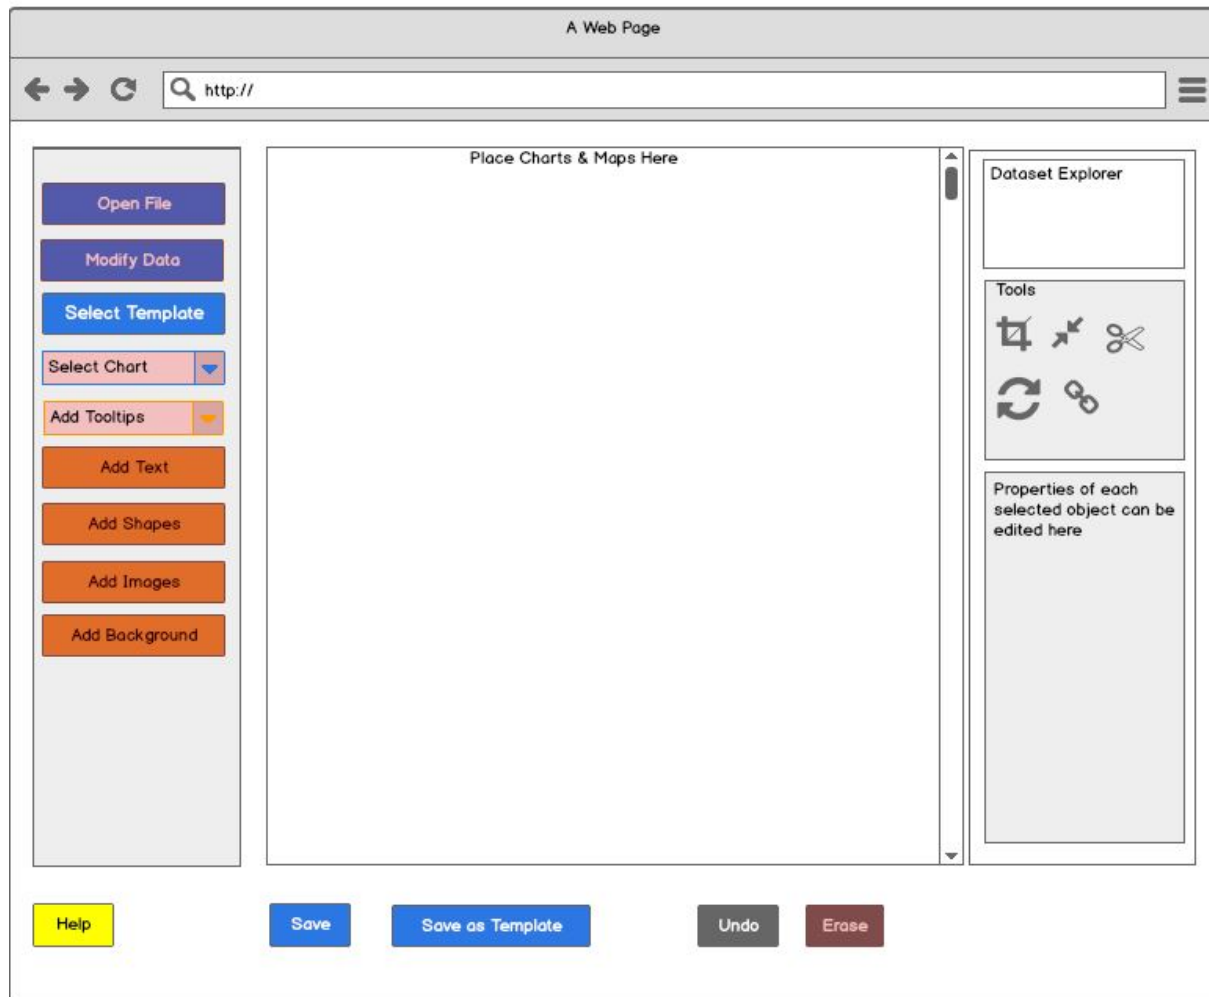 A Web Page
http://
Open File
Modify Data
Select Template
Select Chart
Add Tooltips
Add Text
Add Shapes
Add Images
Add Background
Place Charts & Maps Here
Dataset Explorer
Tools
Properties of each
selected object can be
edited here
Help
Save
Save as Template
Undo
Erase